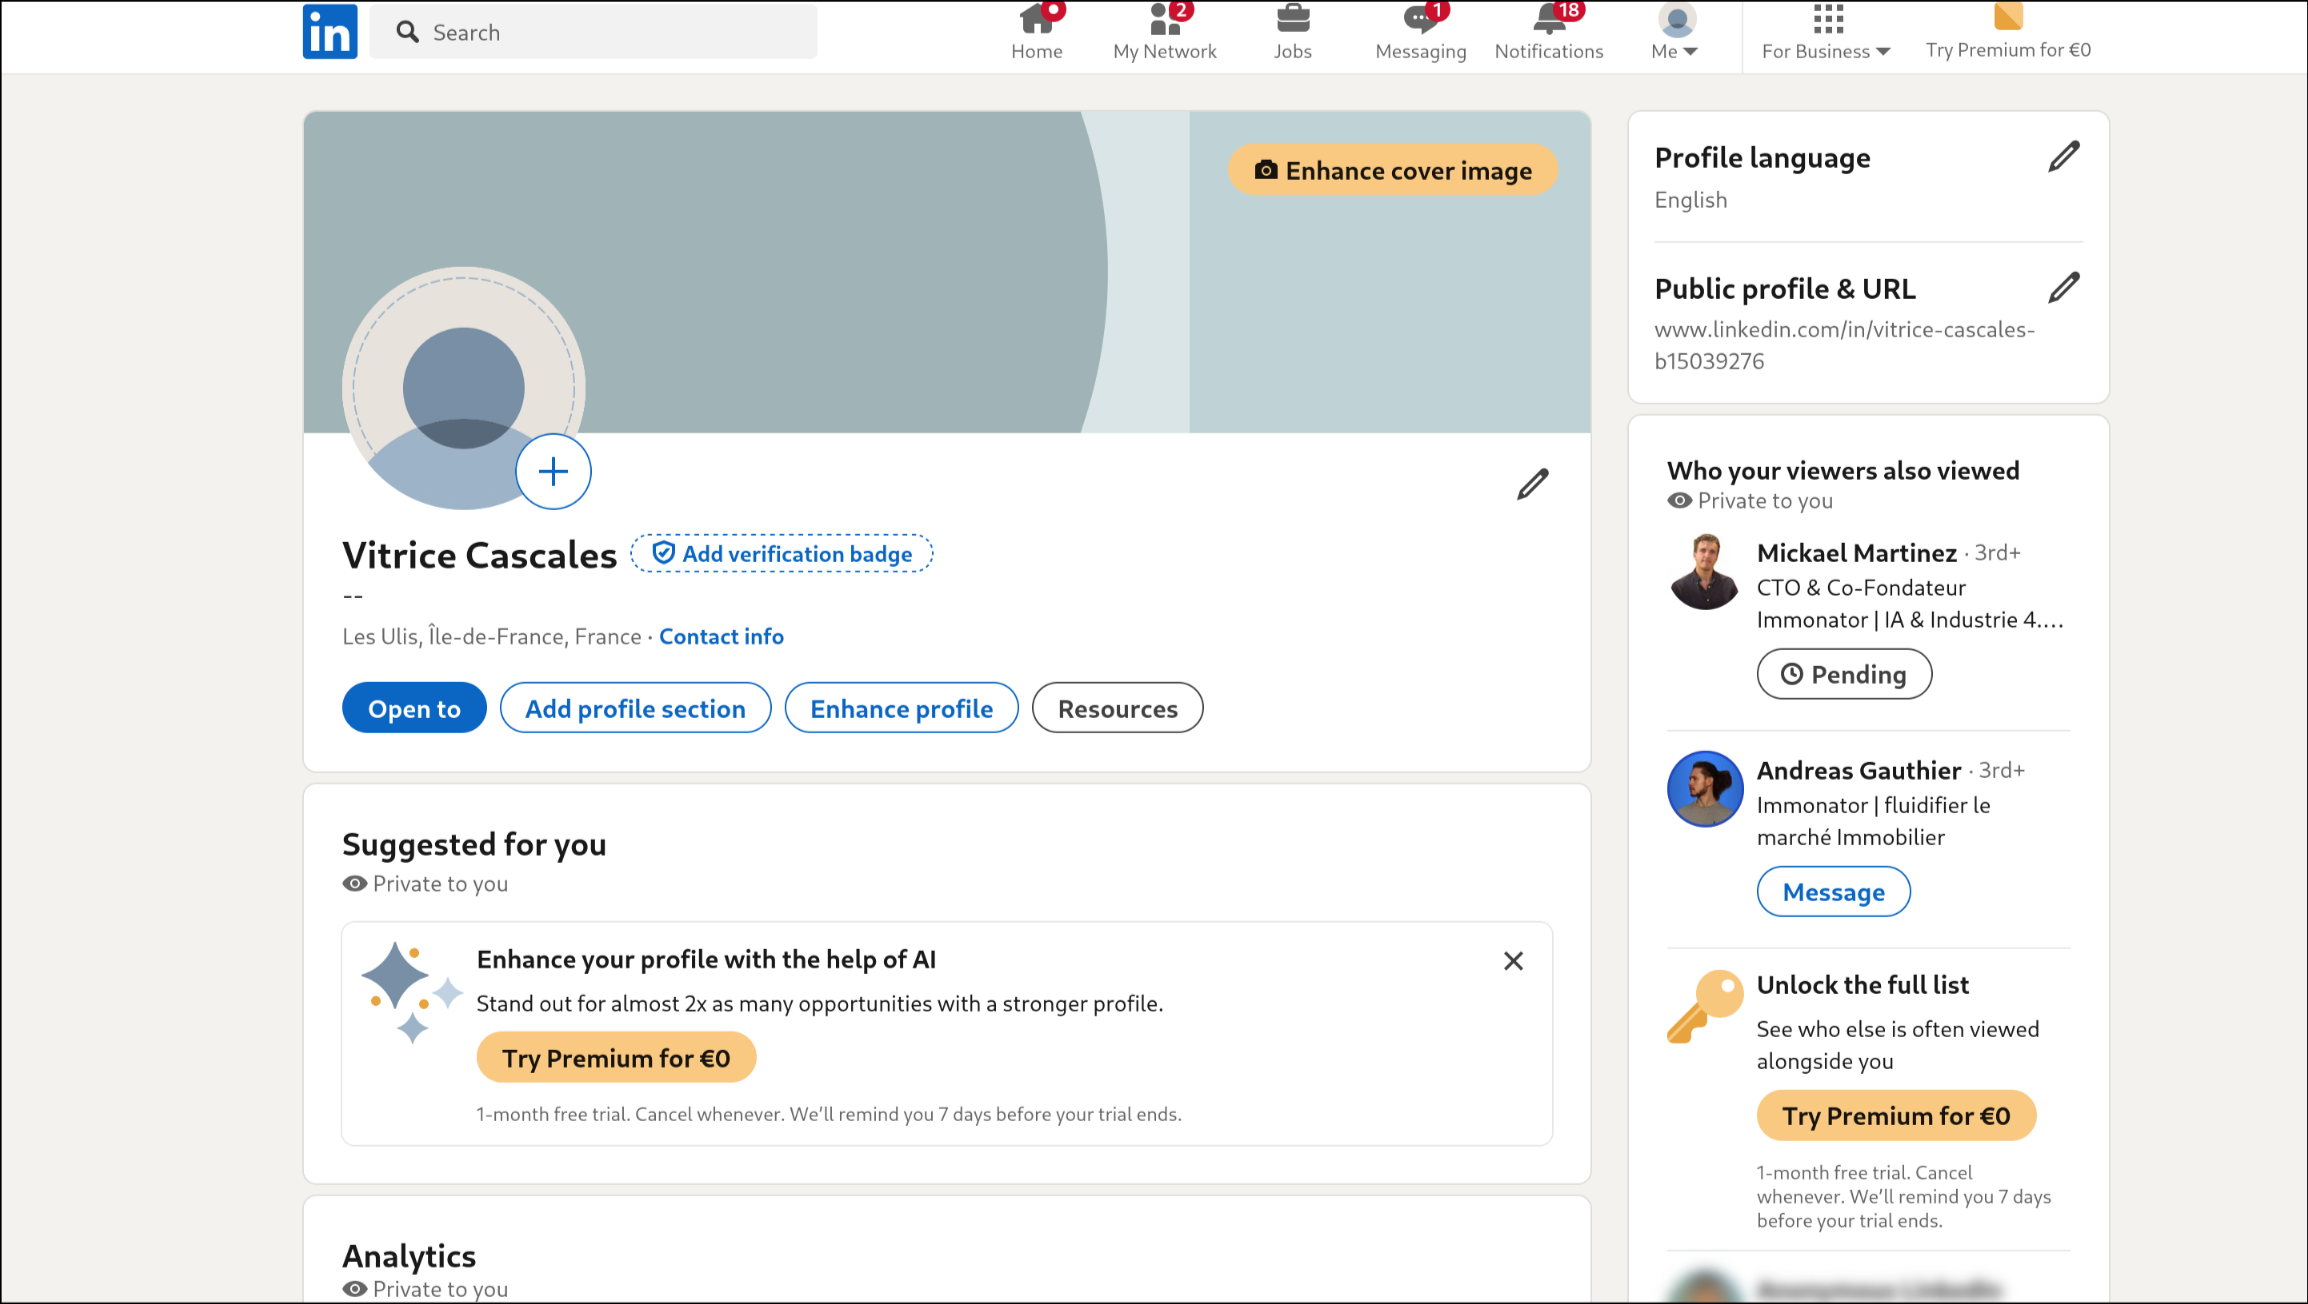 in
Search
Home
2
My Network
Jobs
1
Messaging
18
Notifications
Me
For Business
Try Premium for €0
Enhance cover image
Vitrice Cascales
Add verification badge
--
Les Ulis, Île-de-France, France · Contact info
Open to
Add profile section
Enhance profile
Resources
Suggested for you
Private to you
Enhance your profile with the help of AI
Stand out for almost 2x as many opportunities with a stronger profile.
Try Premium for €0
1-month free trial. Cancel whenever. We’ll remind you 7 days before your trial ends.
Analytics
Private to you
Profile language
English
Public profile & URL
www.linkedin.com/in/vitrice-cascales-
b15039276
Who your viewers also viewed
Private to you
Mickael Martinez · 3rd+
CTO & Co-Fondateur
Immonator | IA & Industrie 4....
Pending
Andreas Gauthier · 3rd+
Immonator | fluidifier le
marché Immobilier
Message
Unlock the full list
See who else is often viewed
alongside you
Try Premium for €0
1-month free trial. Cancel
whenever. We’ll remind you 7 days
before your trial ends.